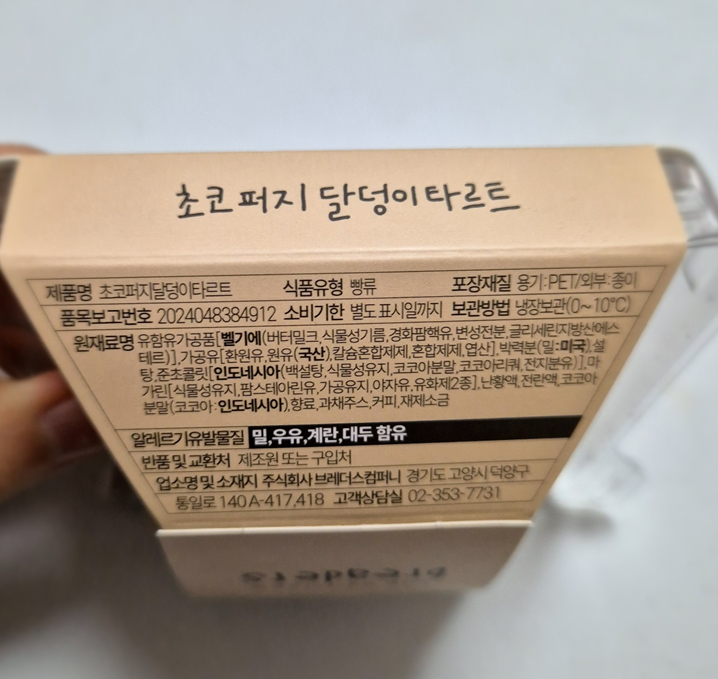 초코퍼지 달덩이타르트
제품명 초코퍼지달덩이타르트 식품유형 빵류 포장재질 용기:PET/외부:종이
품목보고번호 2024048384912 소비기한 별도 표시일까지 보관방법 냉장보관(0~10℃)
원재료명 유함유가공품[벨기에(버터밀크,식물성기름,경화팜핵유,변성전분,글리세린지방산에스
테르)],가공유[환원유,원유(국산),칼슘혼합제제,혼합제제,엽산],박력분(밀:미국),설
탕,준초콜릿[인도네시아(백설탕,식물성유지,코코아분말,코코아리쿼,전지분유)],마
가린[식물성유지,팜스테아린유,가공유지,야자유,유화제2종],난황액,전란액,코코아
분말(코코아:인도네시아),향료,과채주스,커피,재제소금
알레르기유발물질 밀,우유,계란,대두 함유
반품 및 교환처 제조원 또는 구입처
업소명 및 소재지 주식회사 브레더스컴퍼니 경기도 고양시 덕양구
통일로 140 A-417,418 고객상담실 02-353-7731